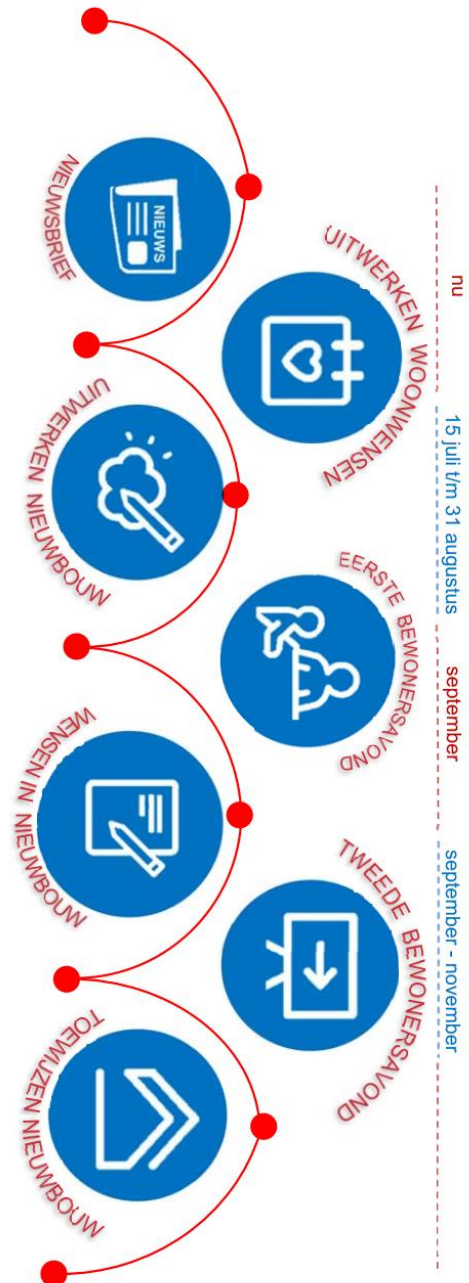 nu
15 juli t/m 31 augustus
september
september - november
NIEUWSBRIEF
NIEUWS
UITWERKEN WOONWENSEN
UITWERKEN NIEUWBOUW
EERSTE BEWONERSAVOND
WENSEN IN NIEUWBOUW
TWEEDE BEWONERSAVOND
TOEWIJZEN NIEUWBOUW